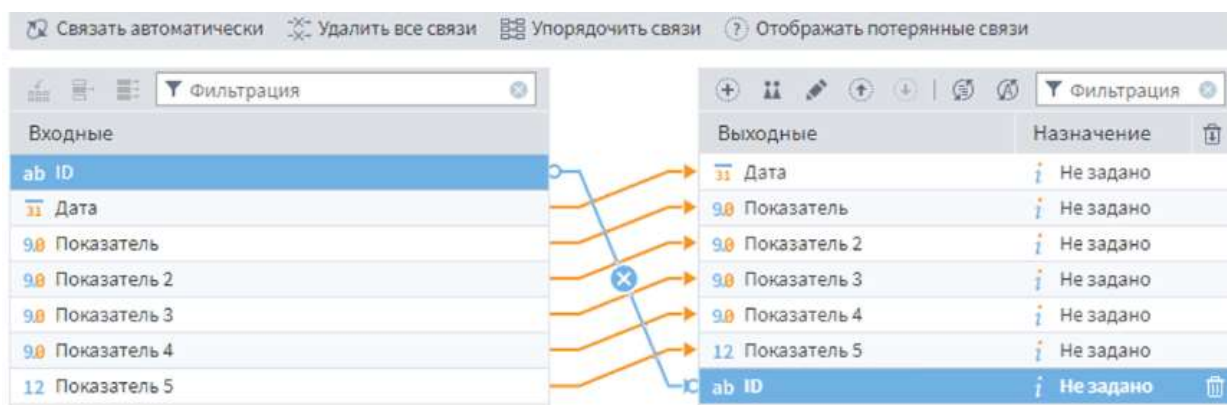 Связать автоматически Удалить все связи Упорядочить связи ? Отображать потерянные связи
Фильтрация Фильтрация
Входные Выходные Назначение
ab ID 31 Дата i Не задано
31 Дата 9.0 Показатель i Не задано
9.0 Показатель 9.0 Показатель 2 i Не задано
9.0 Показатель 2 9.0 Показатель 3 i Не задано
9.0 Показатель 3 9.0 Показатель 4 i Не задано
9.0 Показатель 4 12 Показатель 5 i Не задано
12 Показатель 5 ab ID i Не задано